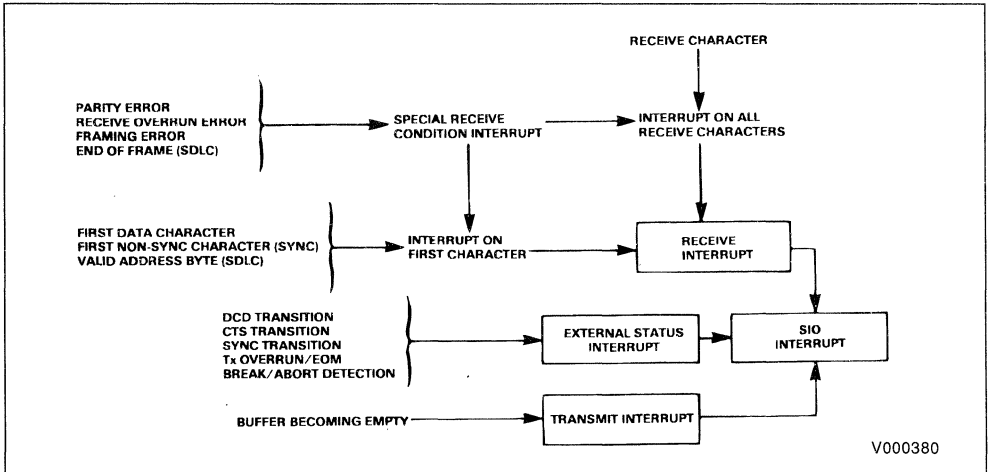 RECEIVE CHARACTER
PARITY ERROR
RECEIVE OVERRUN ERROR
FRAMING ERROR
END OF FRAME (SDLC)
SPECIAL RECEIVE
CONDITION INTERRUPT
INTERRUPT ON ALL
RECEIVE CHARACTERS
FIRST DATA CHARACTER
FIRST NON-SYNC CHARACTER (SYNC)
VALID ADDRESS BYTE (SDLC)
INTERRUPT ON
FIRST CHARACTER
RECEIVE
INTERRUPT
DCD TRANSITION
CTS TRANSITION
SYNC TRANSITION
Tx OVERRUN/EOM
BREAK/ABORT DETECTION
EXTERNAL STATUS
INTERRUPT
SIO
INTERRUPT
BUFFER BECOMING EMPTY
TRANSMIT INTERRUPT
V000380